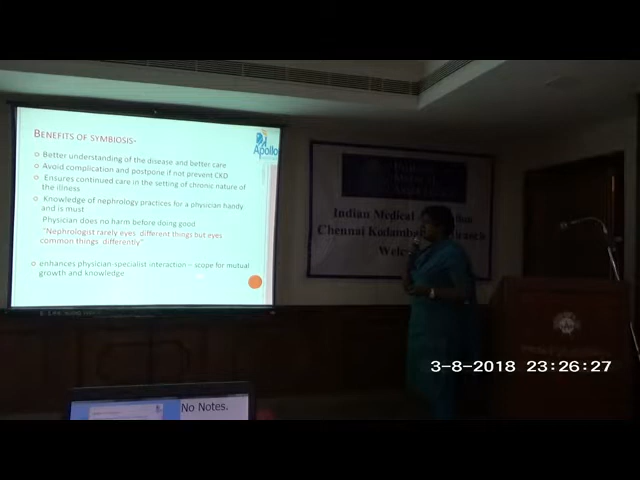 BENEFITS OF SYMBIOSIS-
Apollo
Better understanding of the disease and better care
Avoid complication and postpone if not prevent CKD
Ensures continued care in the setting of chronic nature of
the illness
Knowledge of nephrology practices for a physician handy
and is must
Physician does no harm before doing good
"Nephrologist rarely eyes different things but eyes
common things differently"
enhances physician-specialist interaction – scope for mutual
growth and knowledge
Indian Medical
Chennai Kodamba
3-8-2018 23:26:27
No Notes.